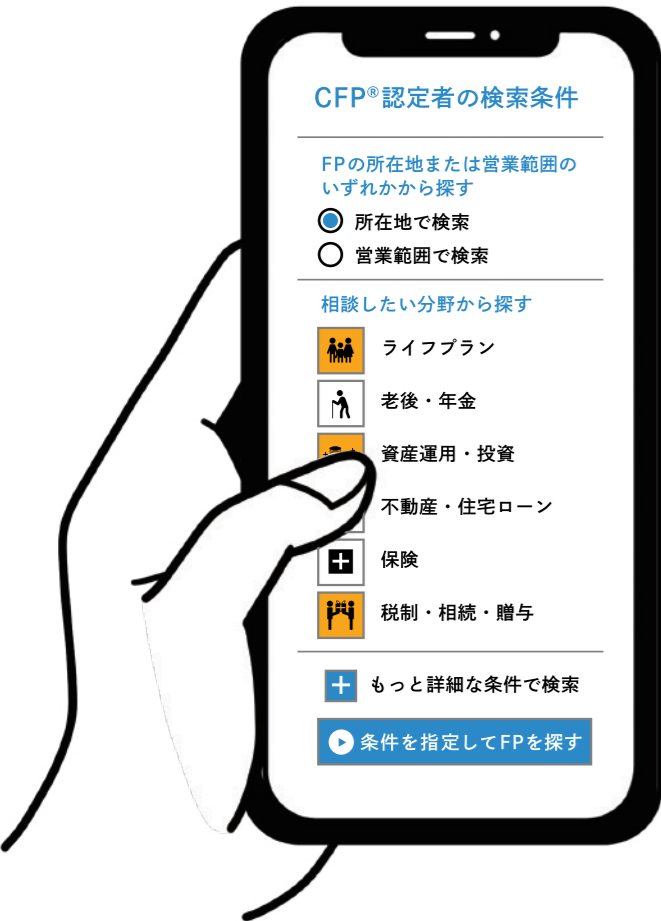 CFP®認定者の検索条件
FPの所在地または営業範囲の
いずれかから探す
所在地で検索
営業範囲で検索
相談したい分野から探す
ライフプラン
老後・年金
資産運用・投資
不動産・住宅ローン
保険
税制・相続・贈与
もっと詳細な条件で検索
条件を指定してFPを探す